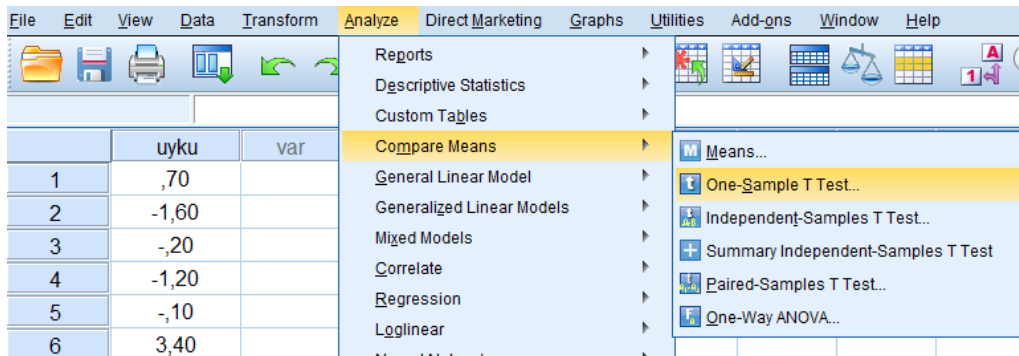 File Edit View Data Transform Analyze Direct Marketing Graphs Utilities Add-ons Window Help
Reports
Descriptive Statistics
Custom Tables
Compare Means
General Linear Model
Generalized Linear Models
Mixed Models
Correlate
Regression
Loglinear
Means...
One-Sample T Test...
Independent-Samples T Test...
Summary Independent-Samples T Test
Paired-Samples T Test...
One-Way ANOVA...
uyku var
1 ,70
2 -1,60
3 -,20
4 -1,20
5 -,10
6 3,40